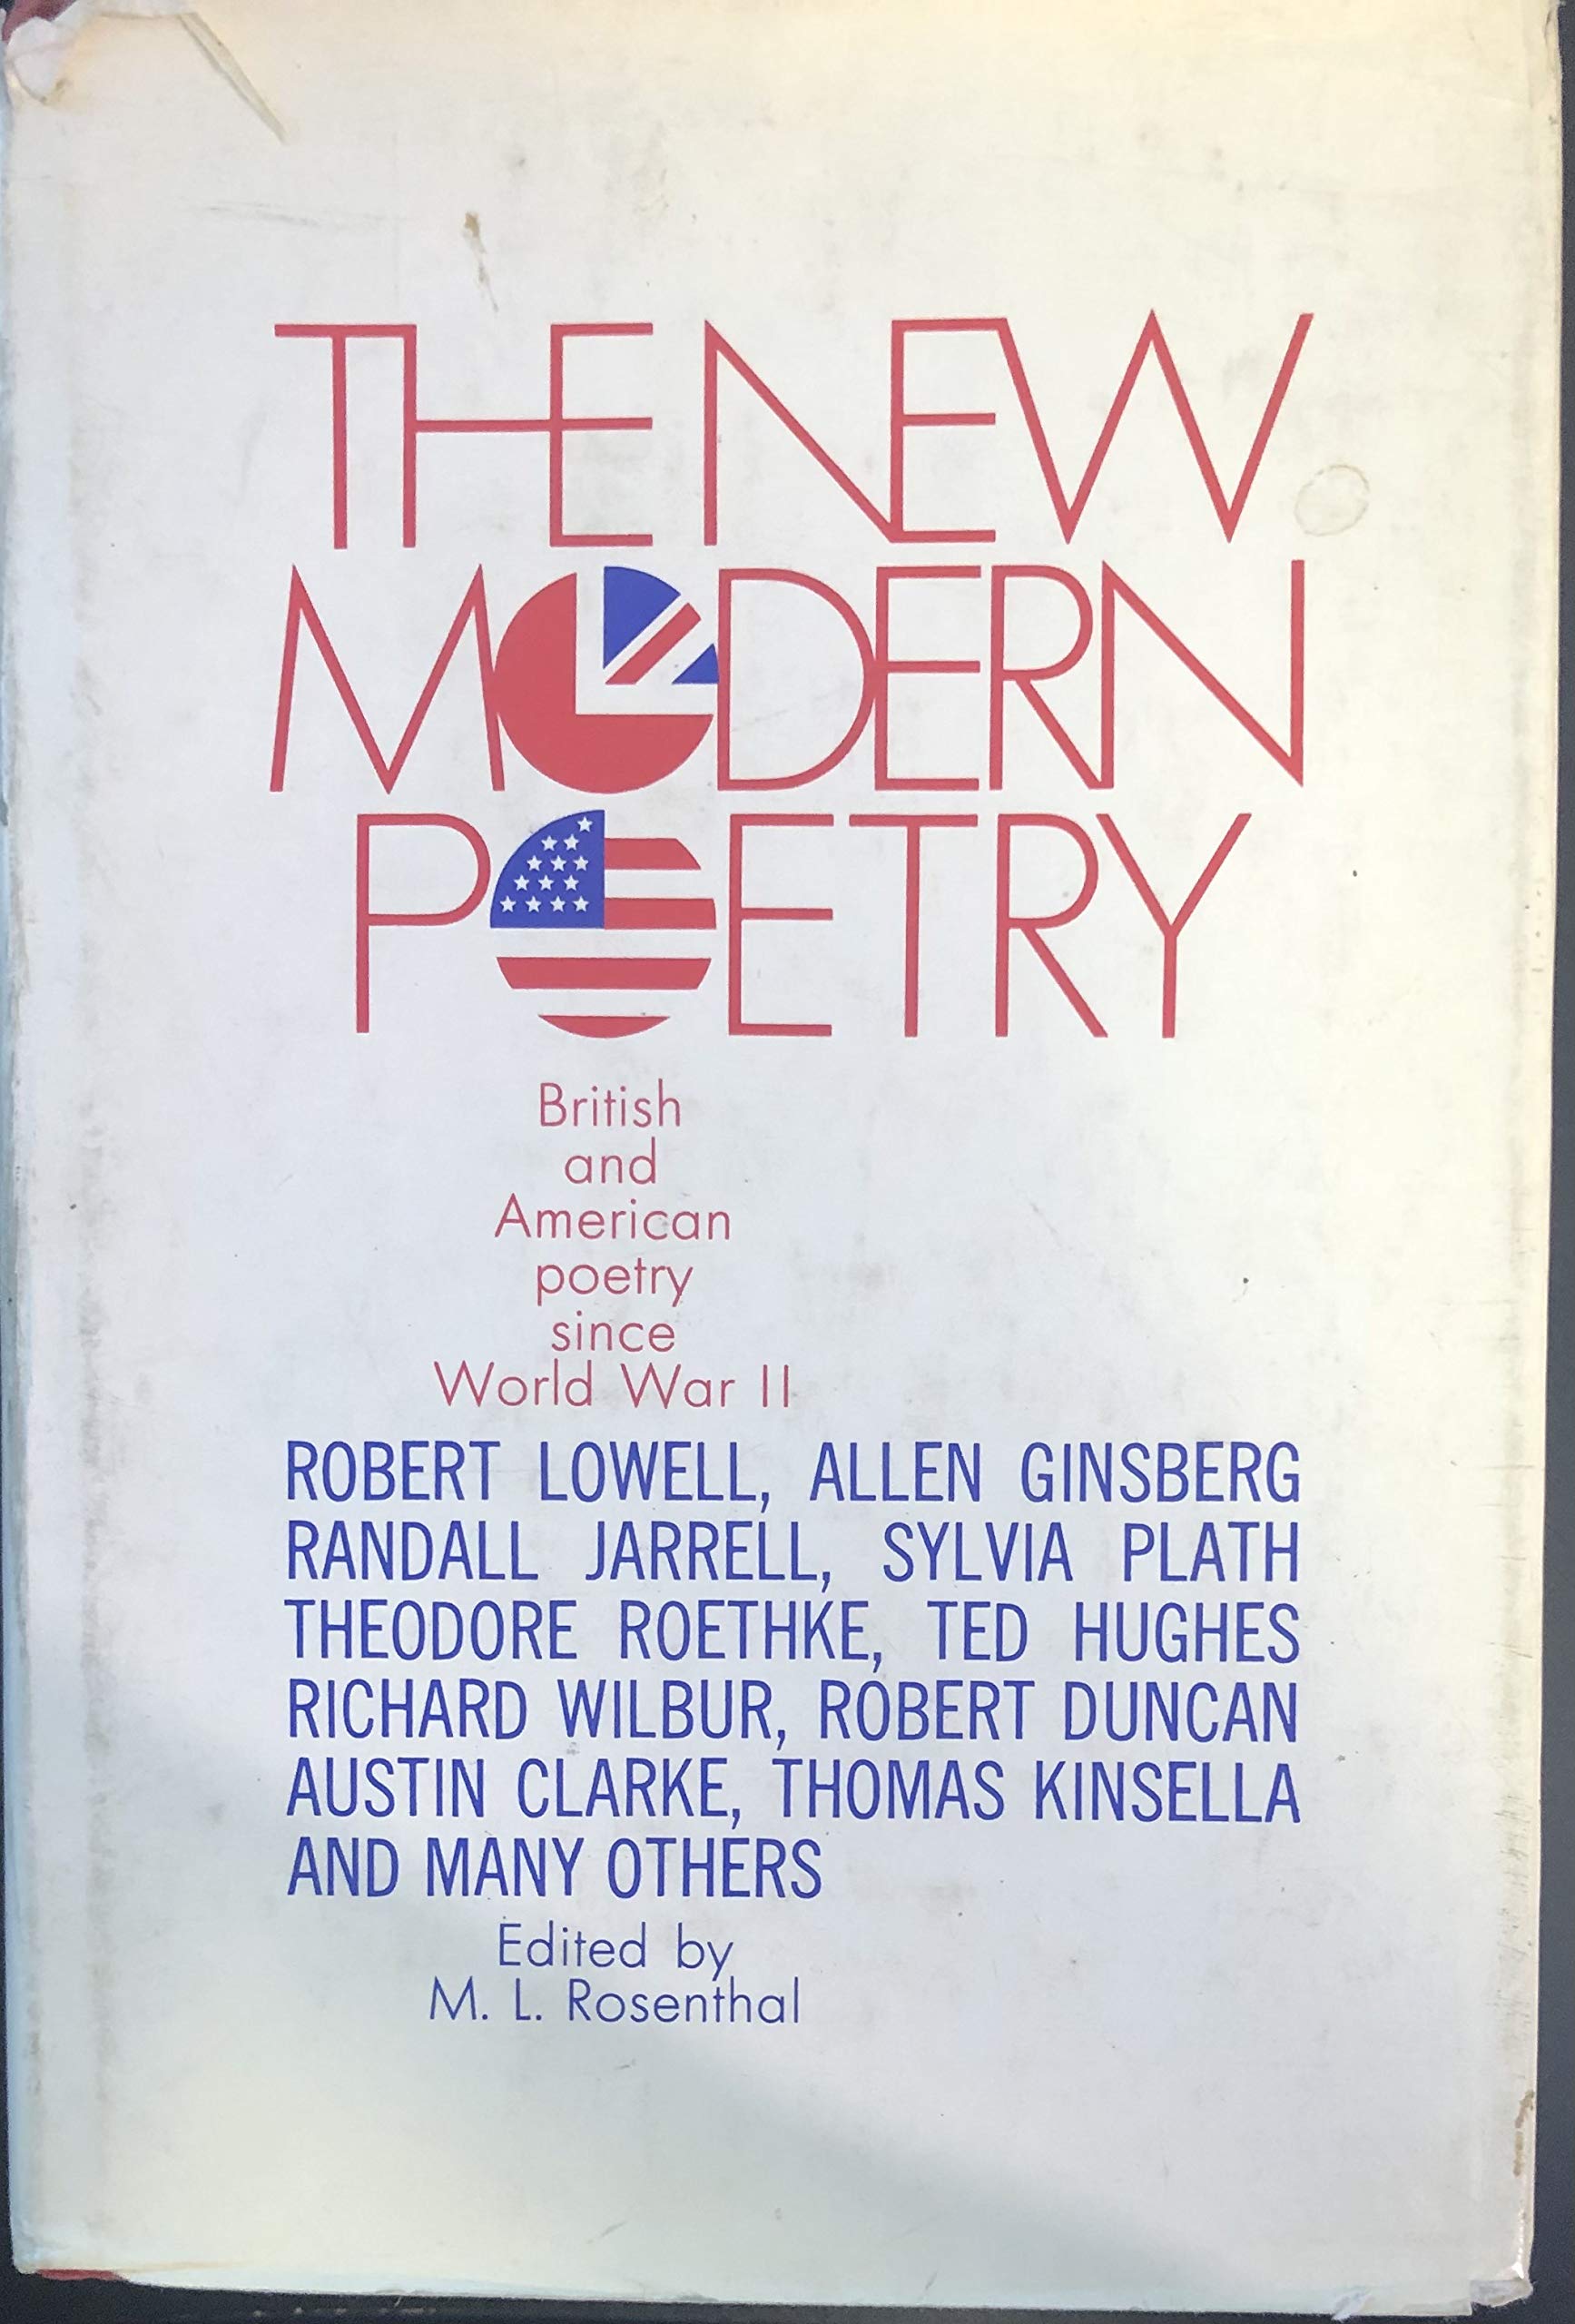 THE NEW
MODERN
POETRY
British
and
American
poetry
since
World War II
ROBERT LOWELL, ALLEN GINSBERG
RANDALL JARRELL, SYLVIA PLATH
THEODORE ROETHKE, TED HUGHES
RICHARD WILBUR, ROBERT DUNCAN
AUSTIN CLARKE, THOMAS KINSELLA
AND MANY OTHERS
Edited by
M. L. Rosenthal